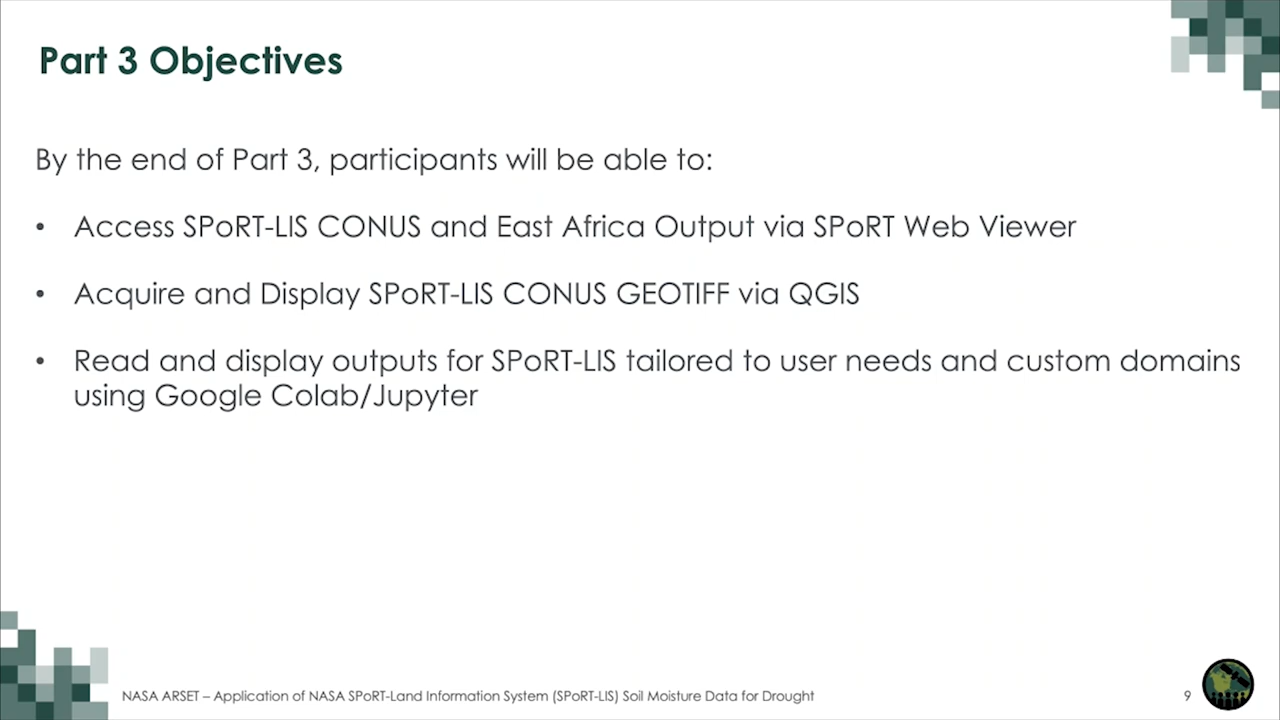 Part 3 Objectives
By the end of Part 3, participants will be able to:
• Access SPoRT-LIS CONUS and East Africa Output via SPoRT Web Viewer
• Acquire and Display SPoRT-LIS CONUS GEOTIFF via QGIS
• Read and display outputs for SPoRT-LIS tailored to user needs and custom domains
using Google Colab/Jupyter
NASA ARSET – Application of NASA SPoRT-Land Information System (SPoRT-LIS) Soil Moisture Data for Drought
9